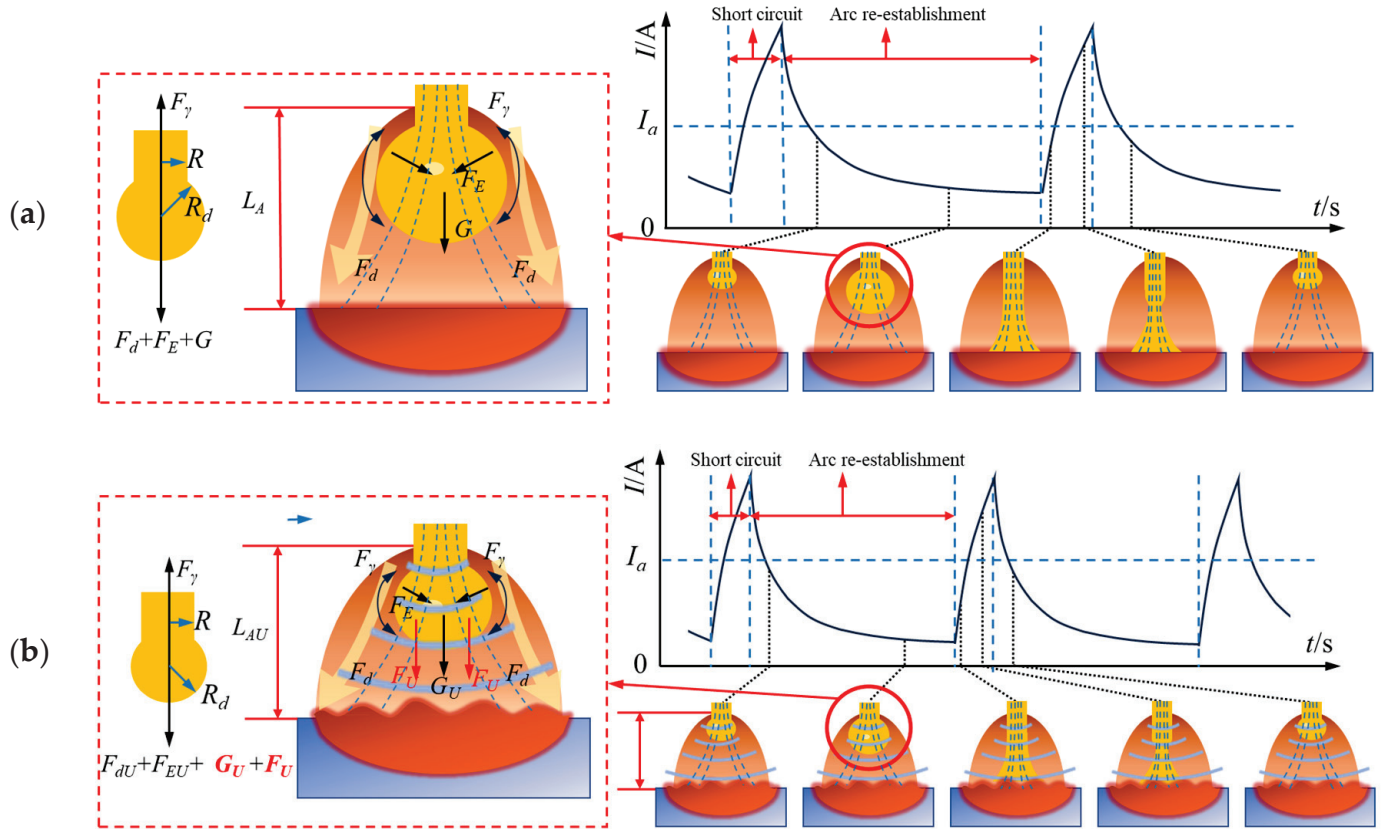 (a)
Fγ
R
Rd
Fd+FE+G
LA
Fγ
FE
G
Fd
Fd
Short circuit
Arc re-establishment
I/A
Ia
0
t/s
(b)
Fγ
R
Rd
FdU+FEU+ GU+FU
LAU
Fγ
Fγ
FE
Fd
FU
GU
FU
Fd
Short circuit
Arc re-establishment
I/A
Ia
0
t/s